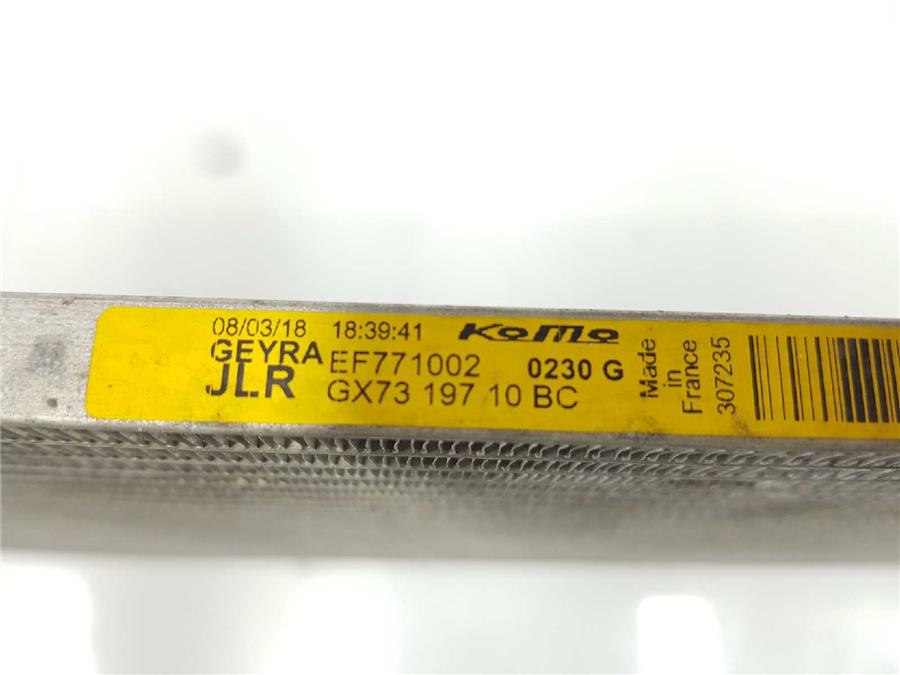 08/03/18 18:39:41 KoMo
GEYRA EF771002 0230 G
JLR GX73 197 10 BC
Made
in
France
307235